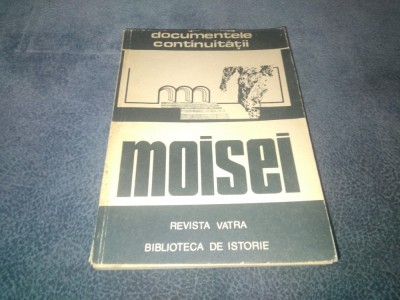 documentele
continuității
moisei
REVISTA VATRA
BIBLIOTECA DE ISTORIE